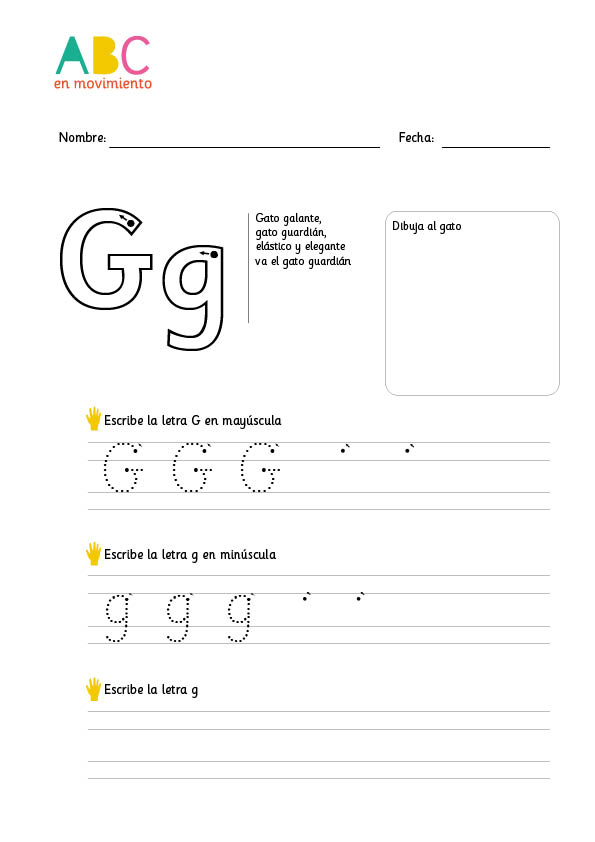 ABC
en movimiento
Nombre:
Fecha:
Gg
Gato galante,
gato guardián,
elástico y elegante
va el gato guardián
Dibuja al gato
Escribe la letra G en mayúscula
G G G
Escribe la letra g en minúscula
g g g
Escribe la letra g